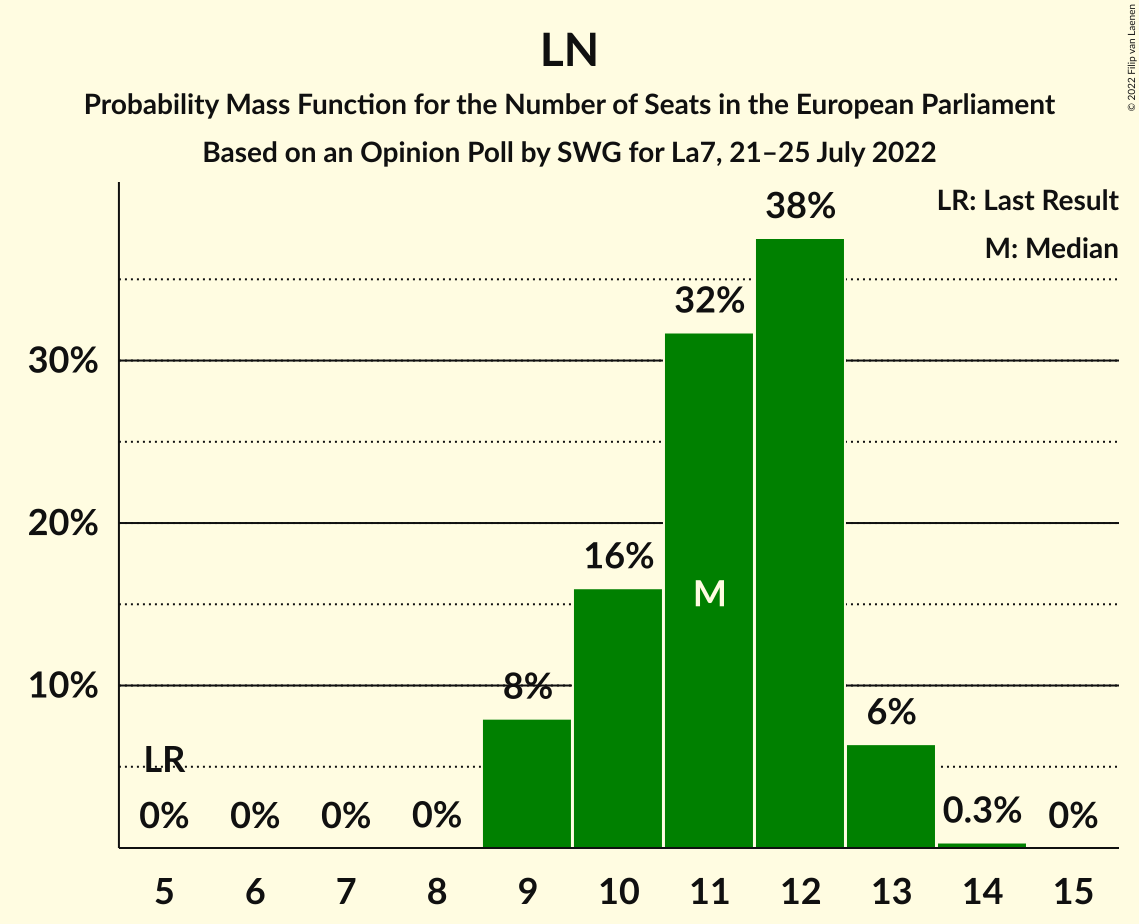 LN
Probability Mass Function for the Number of Seats in the European Parliament
Based on an Opinion Poll by SWG for La7, 21–25 July 2022
© 2022 Filip van Laenen
LR: Last Result
M: Median
38%
32%
30%
20%
16%
M
10%
8%
6%
LR
0%
0%
0%
0%
0.3%
0%
5 6 7 8 9 10 11 12 13 14 15